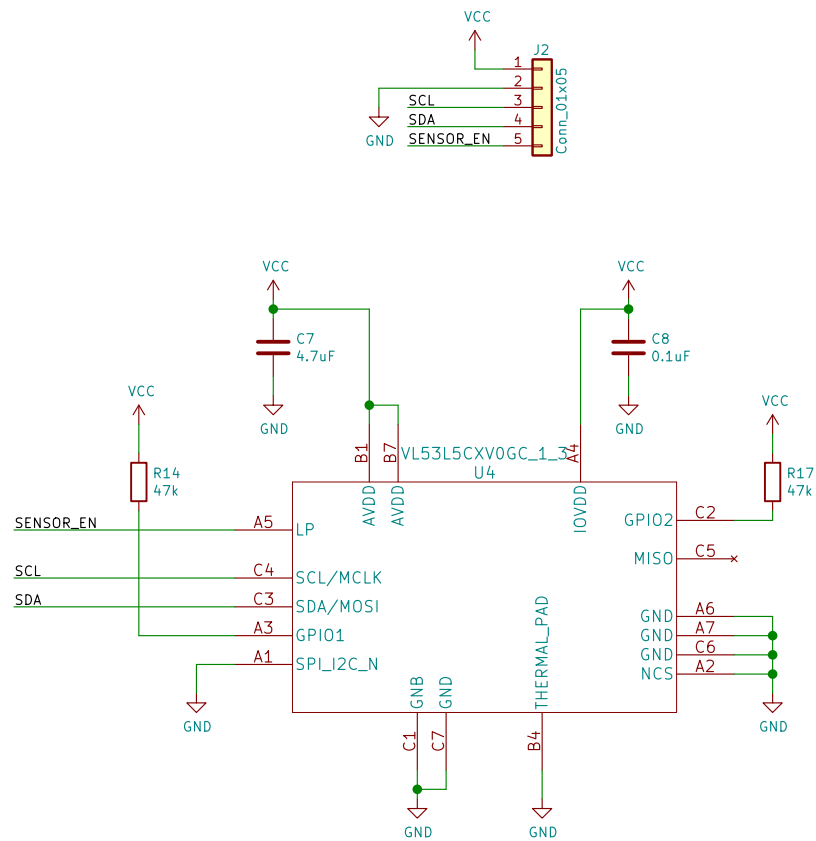 VCC
J2
1
2
SCL 3
SDA 4
SENSOR_EN 5
Conn_01x05
GND
VCC
VCC
C7
4.7uF
C8
0.1uF
GND
GND
VCC
VCC
R14
47k
R17
47k
VL53L5CXV0GC_1_3
U4
B1
B7
A4
AVDD
AVDD
IOVDD
SENSOR_EN A5 LP
SCL C4 SCL/MCLK
SDA C3 SDA/MOSI
A3 GPIO1
A1 SPI_I2C_N
GPIO2 C2
MISO C5
GND A6
GND A7
GND C6
NCS A2
GNB
GND
THERMAL_PAD
C1
C7
B4
GND
GND
GND
GND